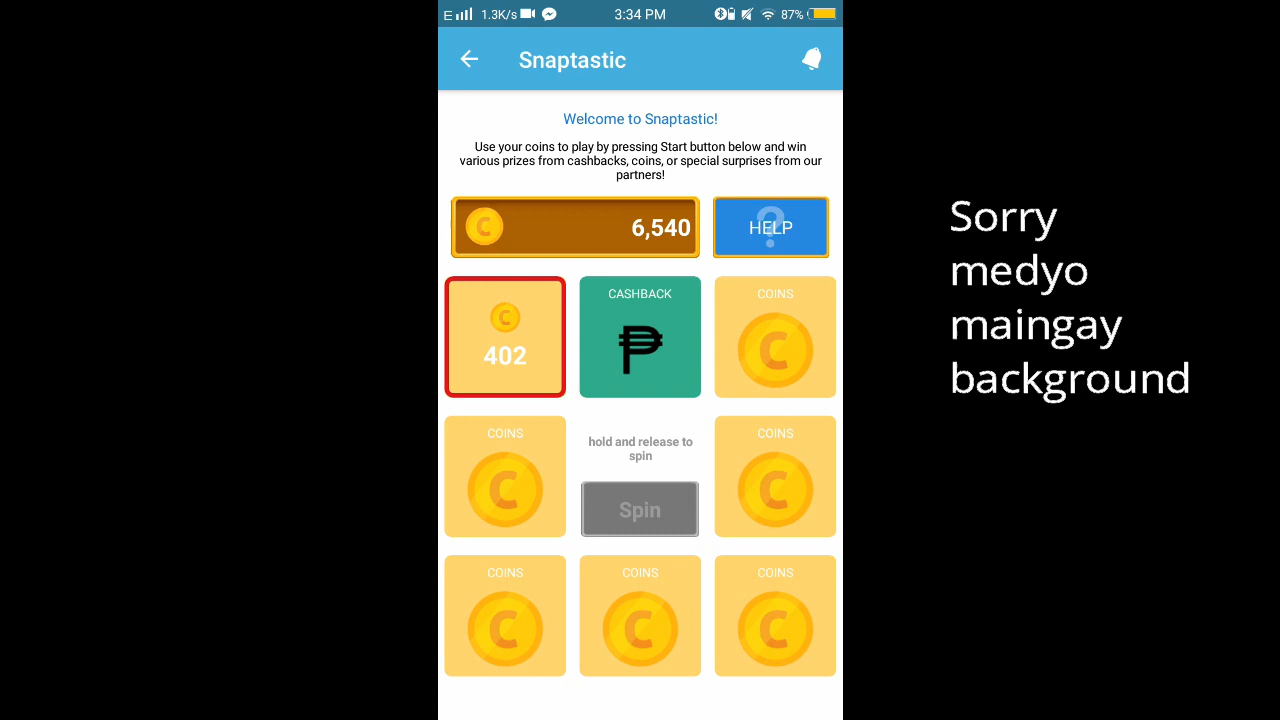 E 1.3K/s 3:34 PM 87%
Snaptastic
Welcome to Snaptastic!
Use your coins to play by pressing Start button below and win
various prizes from cashbacks, coins, or special surprises from our
partners!
C 6,540 ? HELP
C
402
CASHBACK
₱
COINS
C
COINS
C
hold and release to
spin
Spin
COINS
C
COINS
C
COINS
C
COINS
C
Sorry
medyo
maingay
background